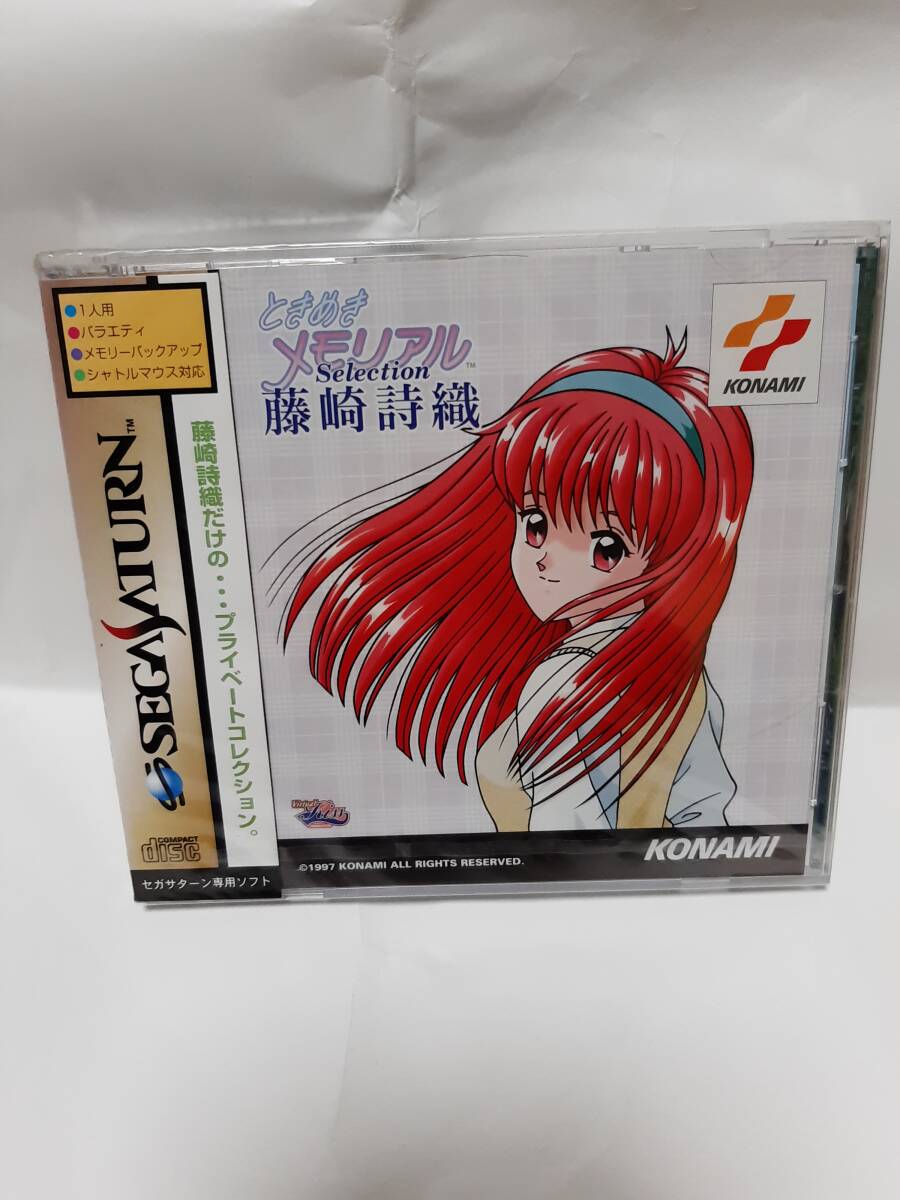 1人用
バラエティ
メモリーバックアップ
シャトルマウス対応
SEGA SATURN™
COMPACT
disc
セガサターン専用ソフト
藤崎詩織だけの・・・プライベートコレクション。
ときめき
メモリアル™
Selection
藤崎詩織
KONAMI
Virtual
©1997 KONAMI ALL RIGHTS RESERVED.
KONAMI